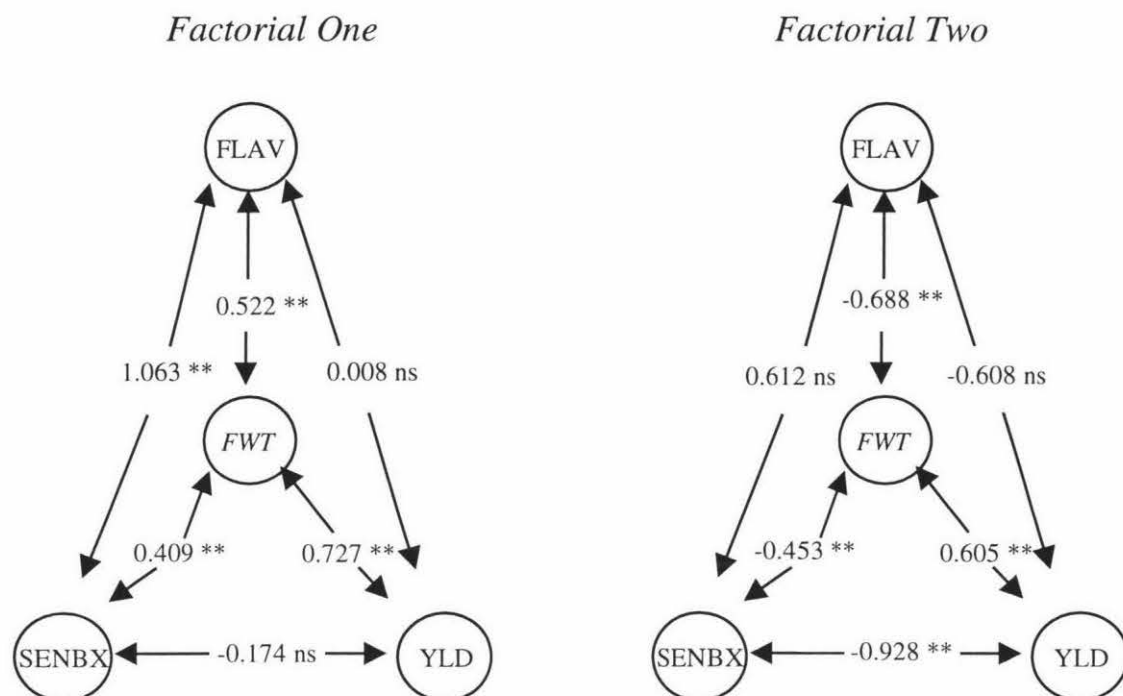 Factorial One
FLAV
0.522 **
1.063 **
0.008 ns
FWT
0.409 **
0.727 **
SENBX
-0.174 ns
YLD
Factorial Two
FLAV
-0.688 **
0.612 ns
-0.608 ns
FWT
-0.453 **
0.605 **
SENBX
-0.928 **
YLD